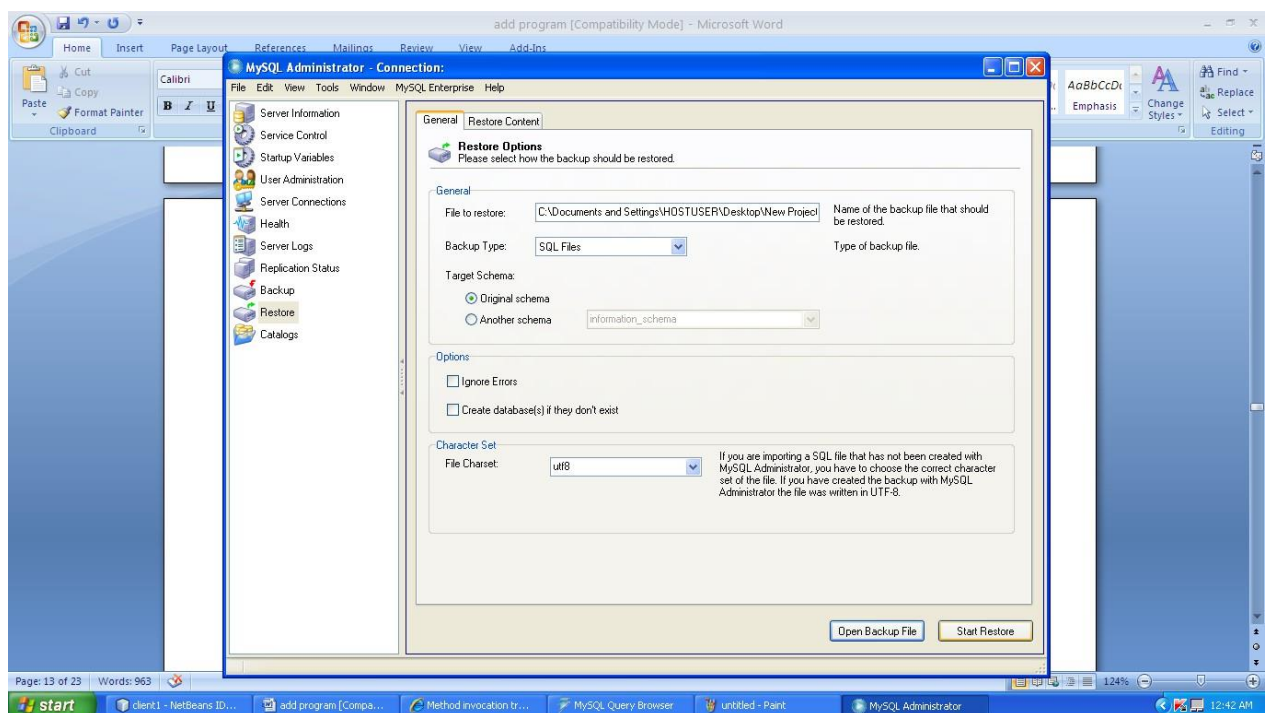 add program [Compatibility Mode] - Microsoft Word
Home Insert Page Layout References Mailings Review View Add-Ins
Cut
Copy
Paste
Format Painter
Clipboard
Calibri
B I U
AaBbCcDc
Emphasis
Change Styles
Find
Replace
Select
Editing
MySQL Administrator - Connection:
File Edit View Tools Window MySQL Enterprise Help
Server Information
Service Control
Startup Variables
User Administration
Server Connections
Health
Server Logs
Replication Status
Backup
Restore
Catalogs
General Restore Content
Restore Options
Please select how the backup should be restored.
General
File to restore: C:\Documents and Settings\HOSTUSER\Desktop\New Project
Name of the backup file that should
be restored.
Backup Type: SQL Files Type of backup file.
Target Schema:
Original schema
Another schema information_schema
Options
Ignore Errors
Create database(s) if they don't exist
Character Set
File Charset: utf8
If you are importing a SQL file that has not been created with
MySQL Administrator, you have to choose the correct character
set of the file. If you have created the backup with MySQL
Administrator the file was written in UTF-8.
Open Backup File Start Restore
Page: 13 of 23 Words: 963 124%
start client1 - NetBeans ID... add program [Compa... Method invocation tr... MySQL Query Browser untitled - Paint MySQL Administrator 12:42 AM